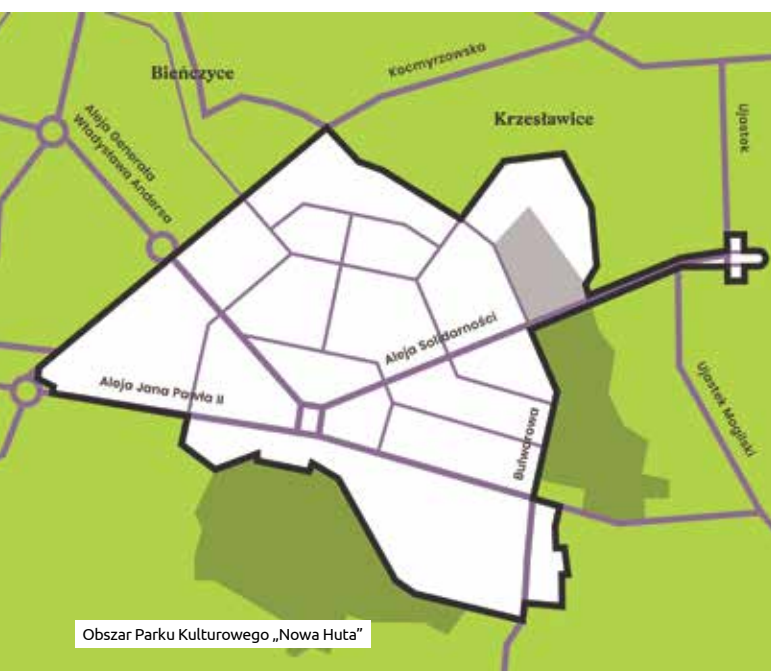 Bieńczyce
Kocmyrzowska
Aleja Generała
Władysława Andersa
Krzesławice
Ujastek
Aleja Solidarności
Aleja Jana Pawła II
Ujastek Mogilski
Bulwarowa
Obszar Parku Kulturowego „Nowa Huta”